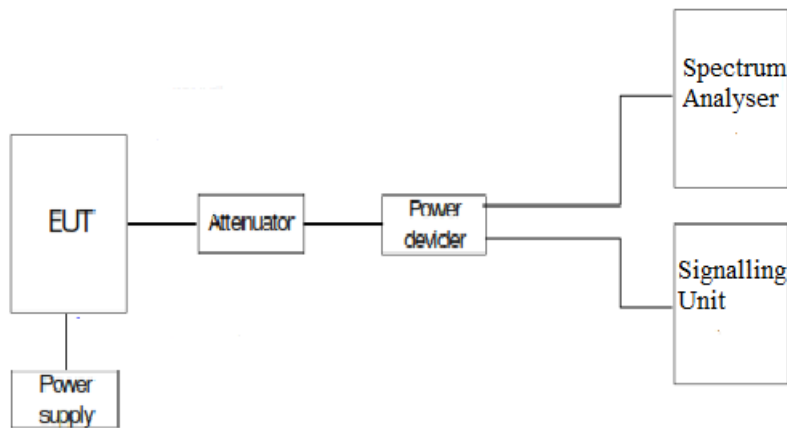 EUT
Attenuator
Power
devider
Spectrum
Analyser
Signalling
Unit
Power
supply